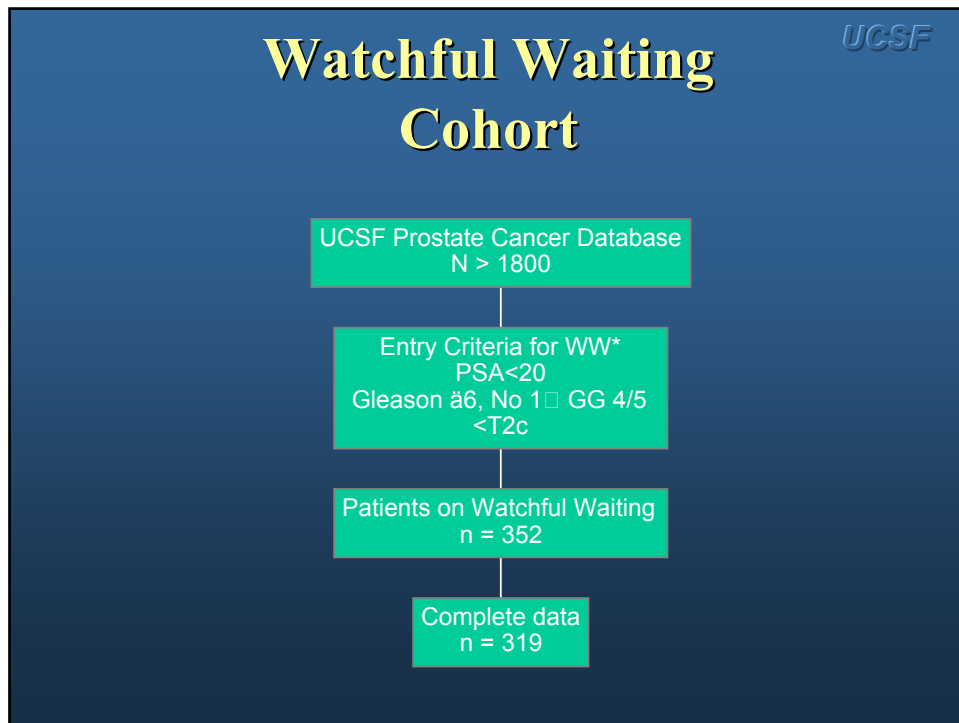 UCSF
Watchful Waiting
Cohort
UCSF Prostate Cancer Database
N > 1800
Entry Criteria for WW*
PSA<20
Gleason ä6, No 1□ GG 4/5
<T2c
Patients on Watchful Waiting
n = 352
Complete data
n = 319